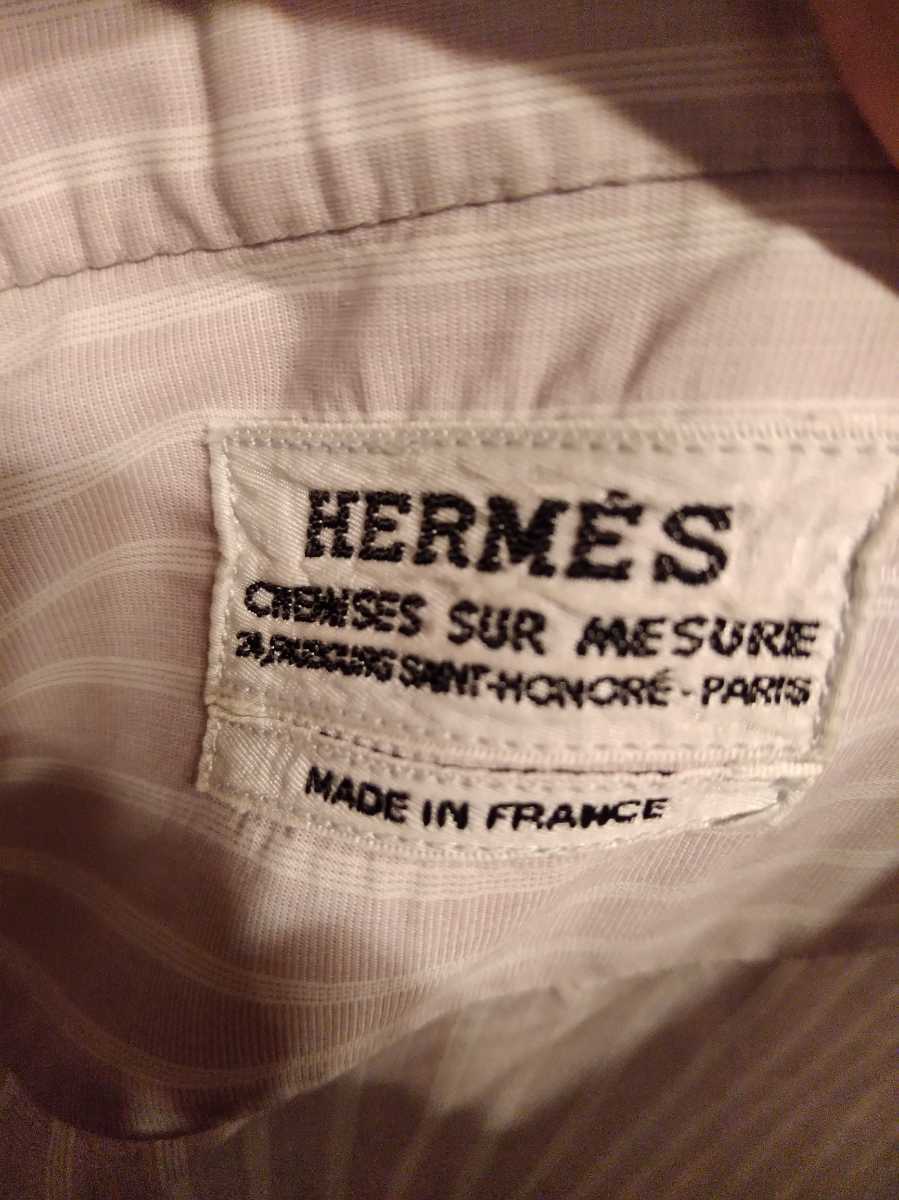 HERMÈS
CHEMISES SUR MESURE
24, FAUBOURG SAINT-HONORÉ - PARIS
MADE IN FRANCE